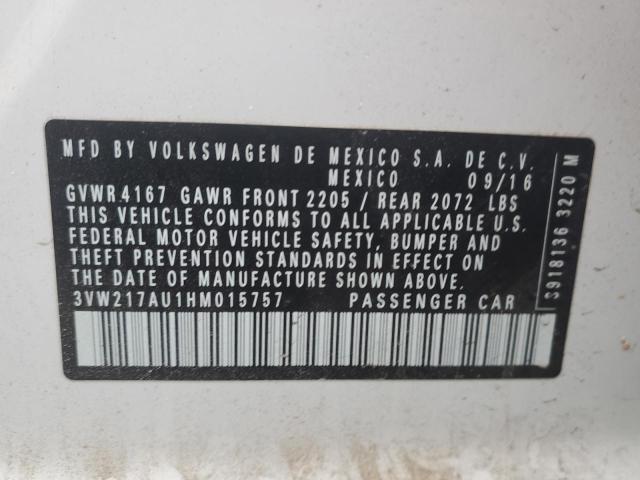 MFD BY VOLKSWAGEN DE MEXICO S.A. DE C.V.
MEXICO 09/16
GVWR 4167 GAWR FRONT 2205 / REAR 2072 LBS
THIS VEHICLE CONFORMS TO ALL APPLICABLE U.S.
FEDERAL MOTOR VEHICLE SAFETY, BUMPER AND
THEFT PREVENTION STANDARDS IN EFFECT ON
THE DATE OF MANUFACTURE SHOWN ABOVE.
3VW217AU1HM015757 PASSENGER CAR
3918136 3220 M